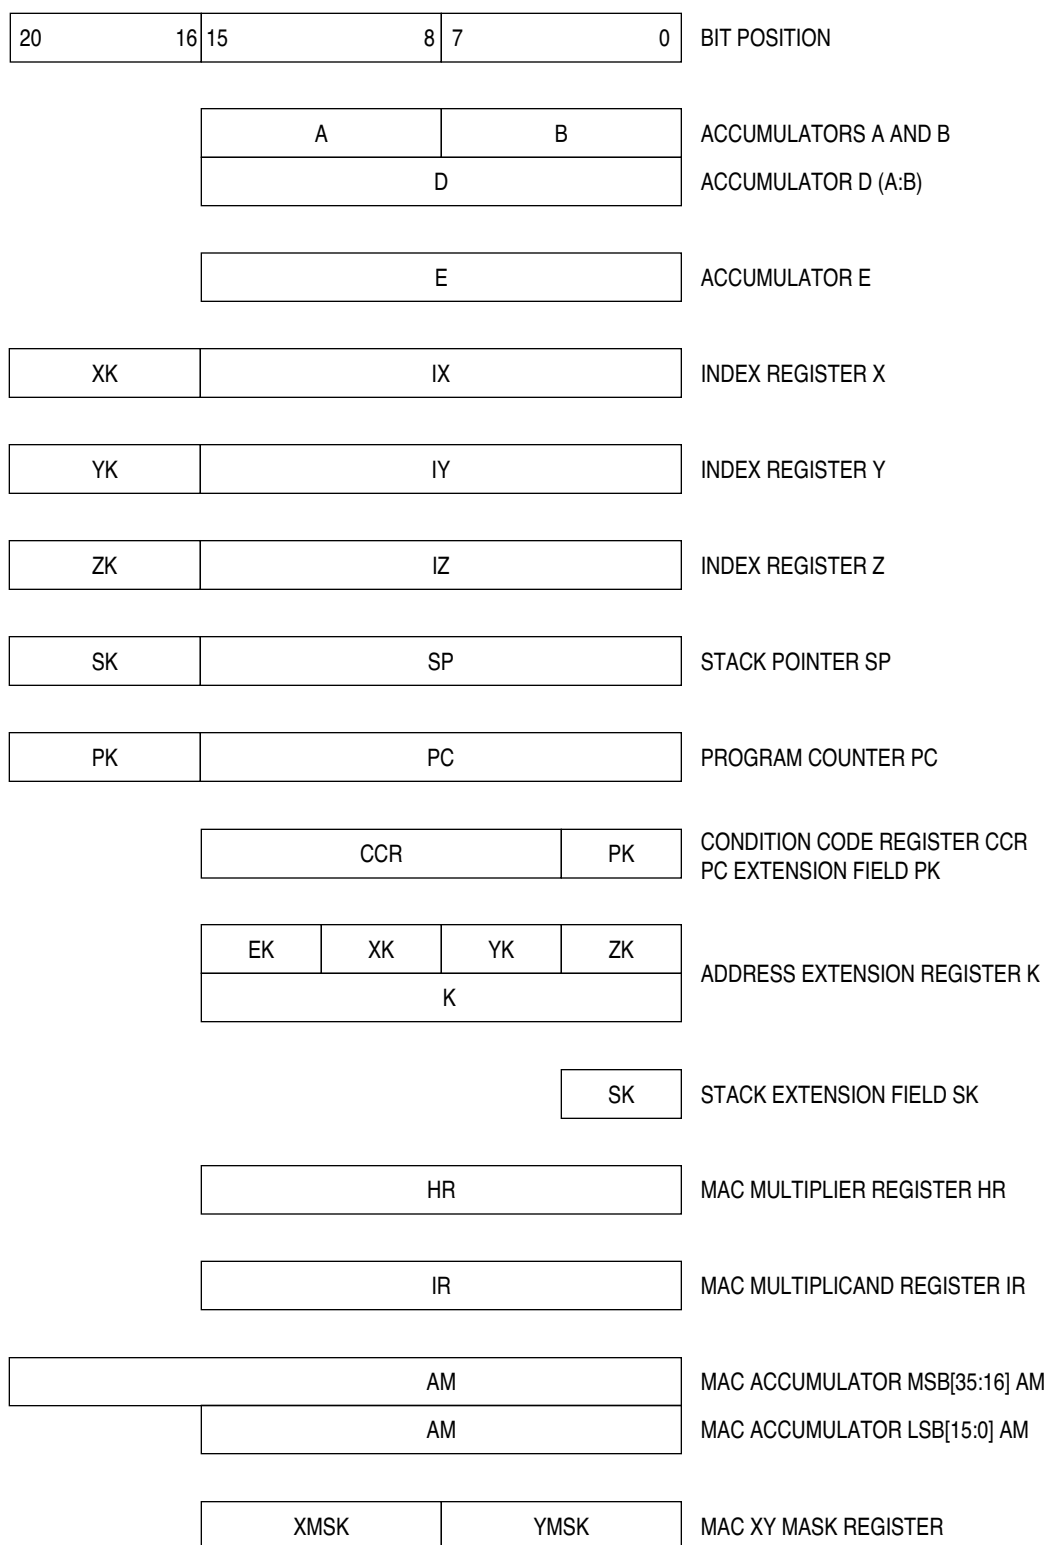 20 16 15 8 7 0 BIT POSITION
A B ACCUMULATORS A AND B
D ACCUMULATOR D (A:B)
E ACCUMULATOR E
XK IX INDEX REGISTER X
YK IY INDEX REGISTER Y
ZK IZ INDEX REGISTER Z
SK SP STACK POINTER SP
PK PC PROGRAM COUNTER PC
CCR PK CONDITION CODE REGISTER CCR
PC EXTENSION FIELD PK
EK XK YK ZK
ADDRESS EXTENSION REGISTER K
K
SK STACK EXTENSION FIELD SK
HR MAC MULTIPLIER REGISTER HR
IR MAC MULTIPLICAND REGISTER IR
AM MAC ACCUMULATOR MSB[35:16] AM
AM MAC ACCUMULATOR LSB[15:0] AM
XMSK YMSK MAC XY MASK REGISTER